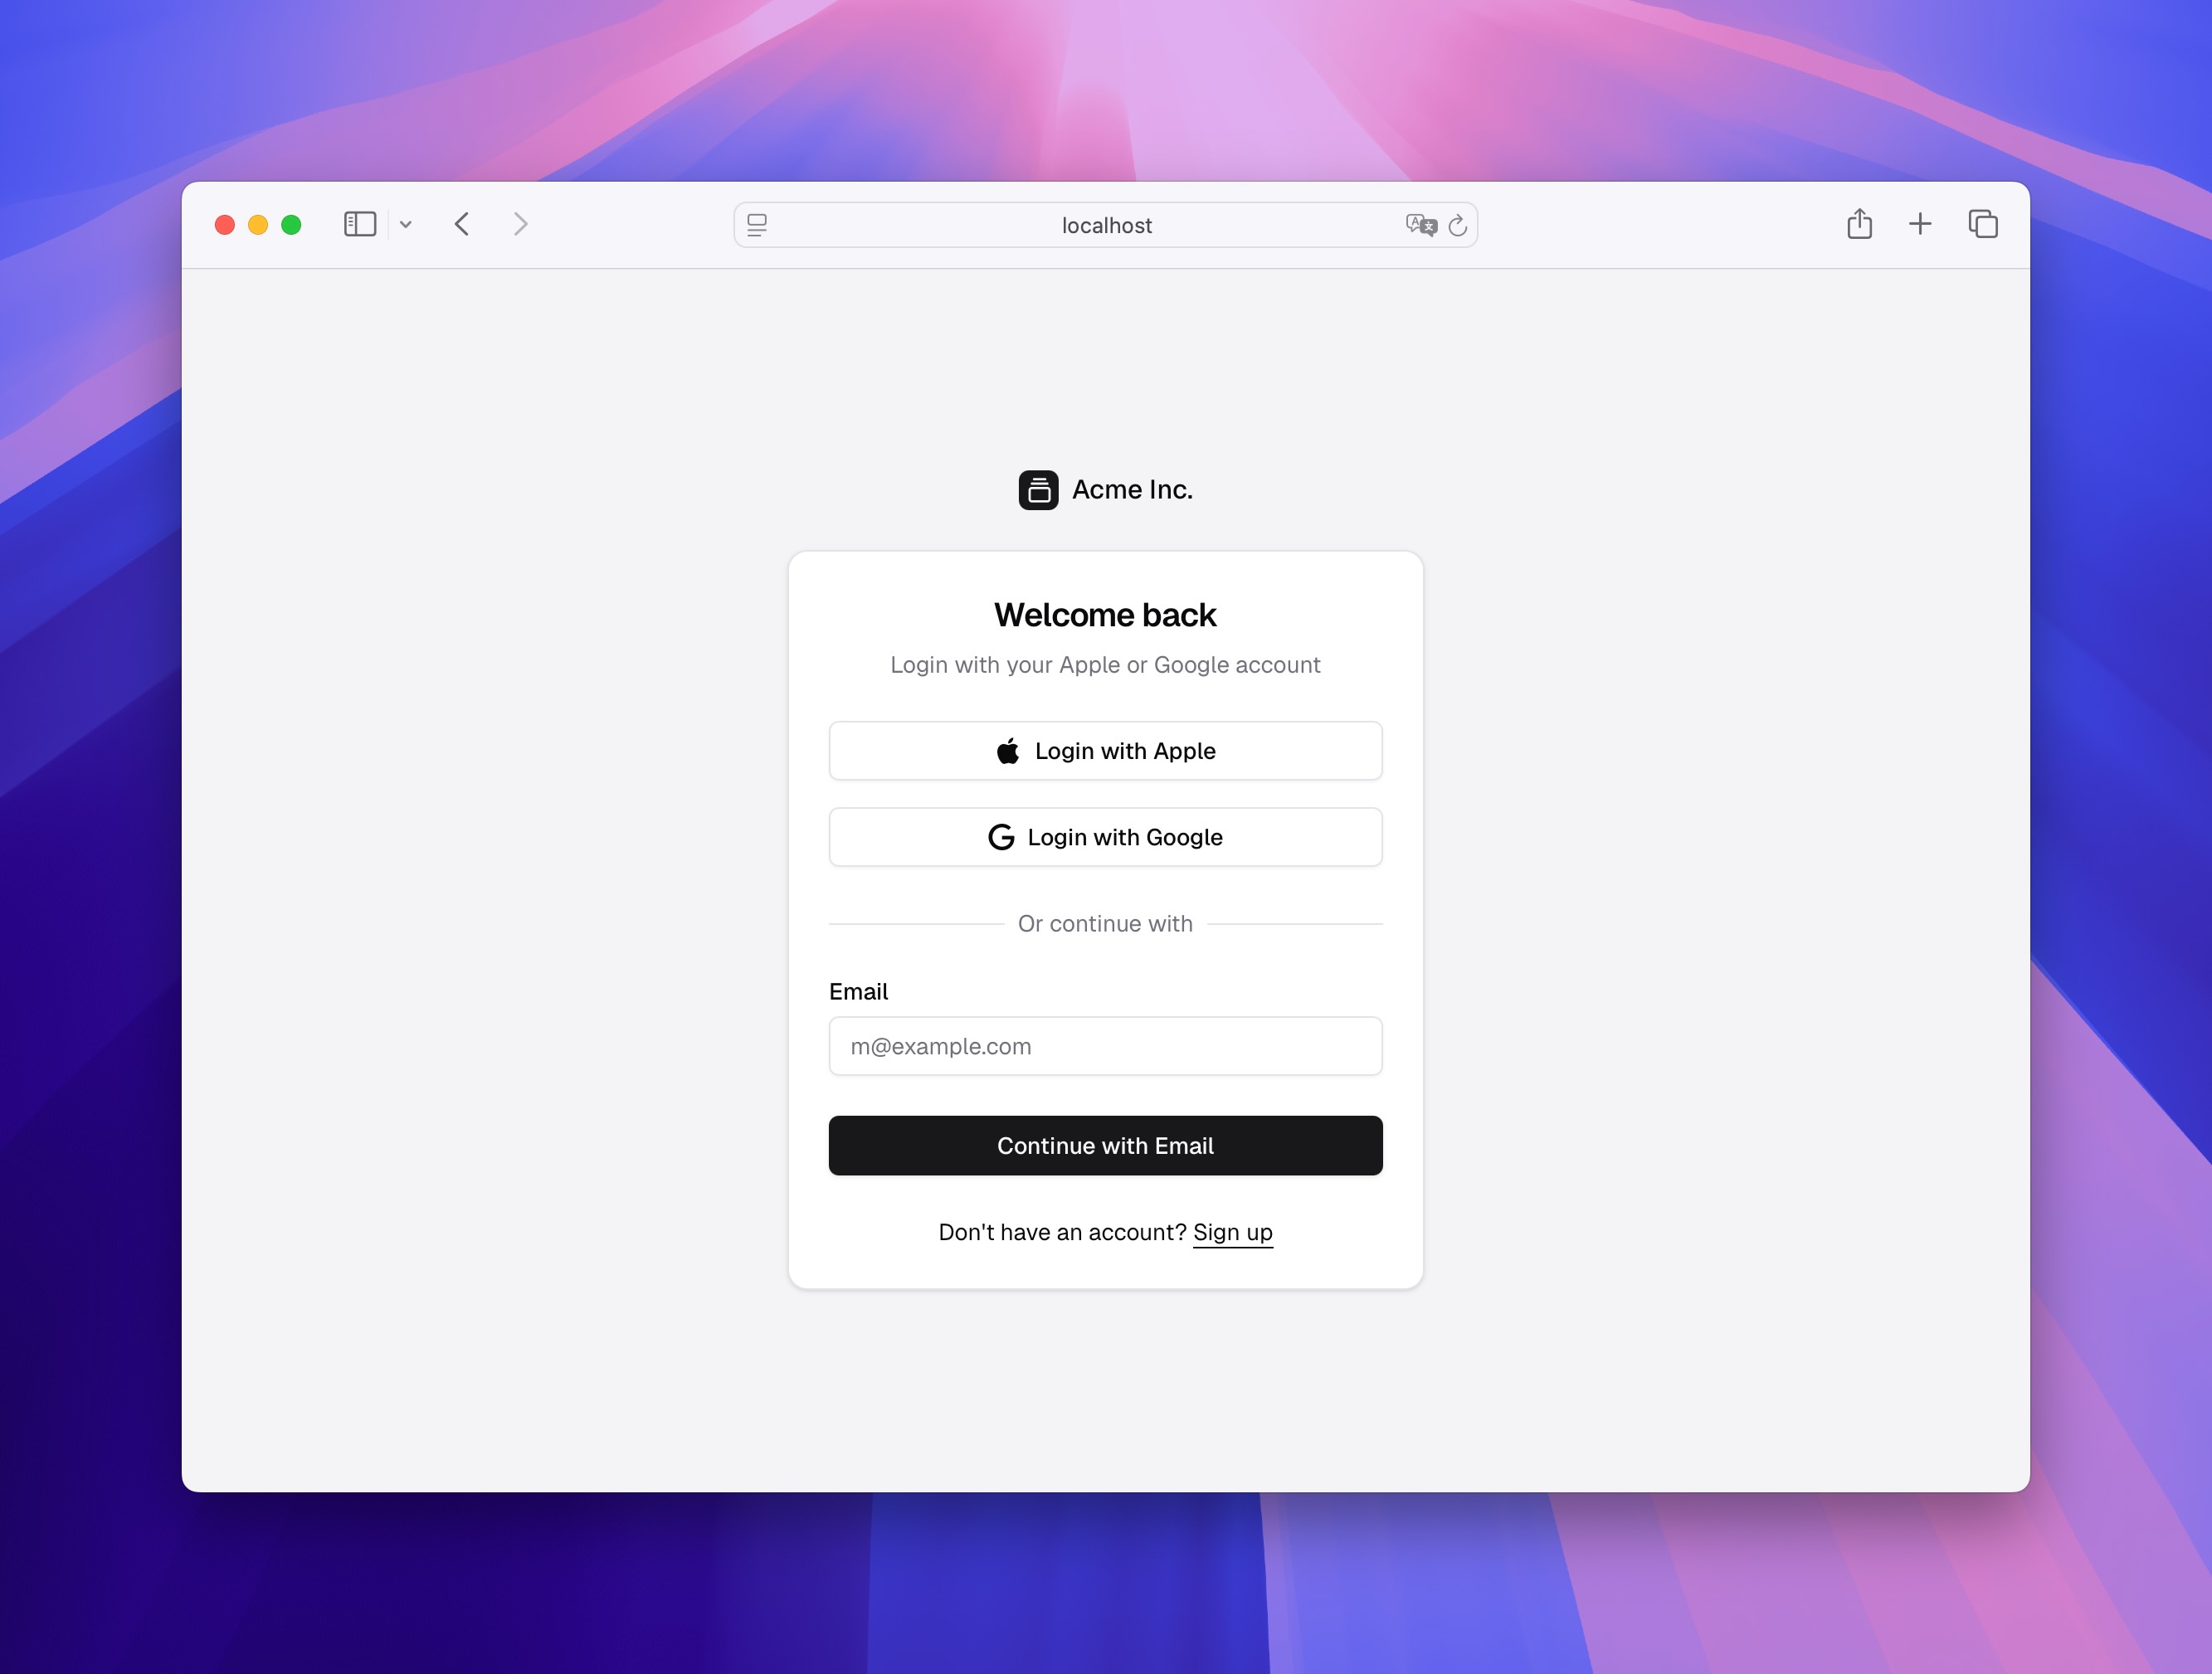 localhost
Acme Inc.
Welcome back
Login with your Apple or Google account
Login with Apple
Login with Google
Or continue with
Email
m@example.com
Continue with Email
Don't have an account? Sign up